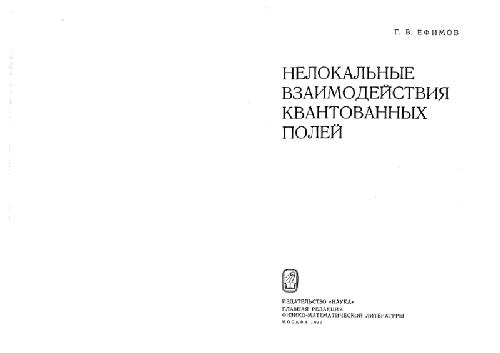 Г. В. ЕФИМОВ
НЕЛОКАЛЬНЫЕ
ВЗАИМОДЕЙСТВИЯ
КВАНТОВАННЫХ
ПОЛЕЙ
ИЗДАТЕЛЬСТВО «НАУКА»
ГЛАВНАЯ РЕДАКЦИЯ
ФИЗИКО-МАТЕМАТИЧЕСКОЙ ЛИТЕРАТУРЫ
МОСКВА